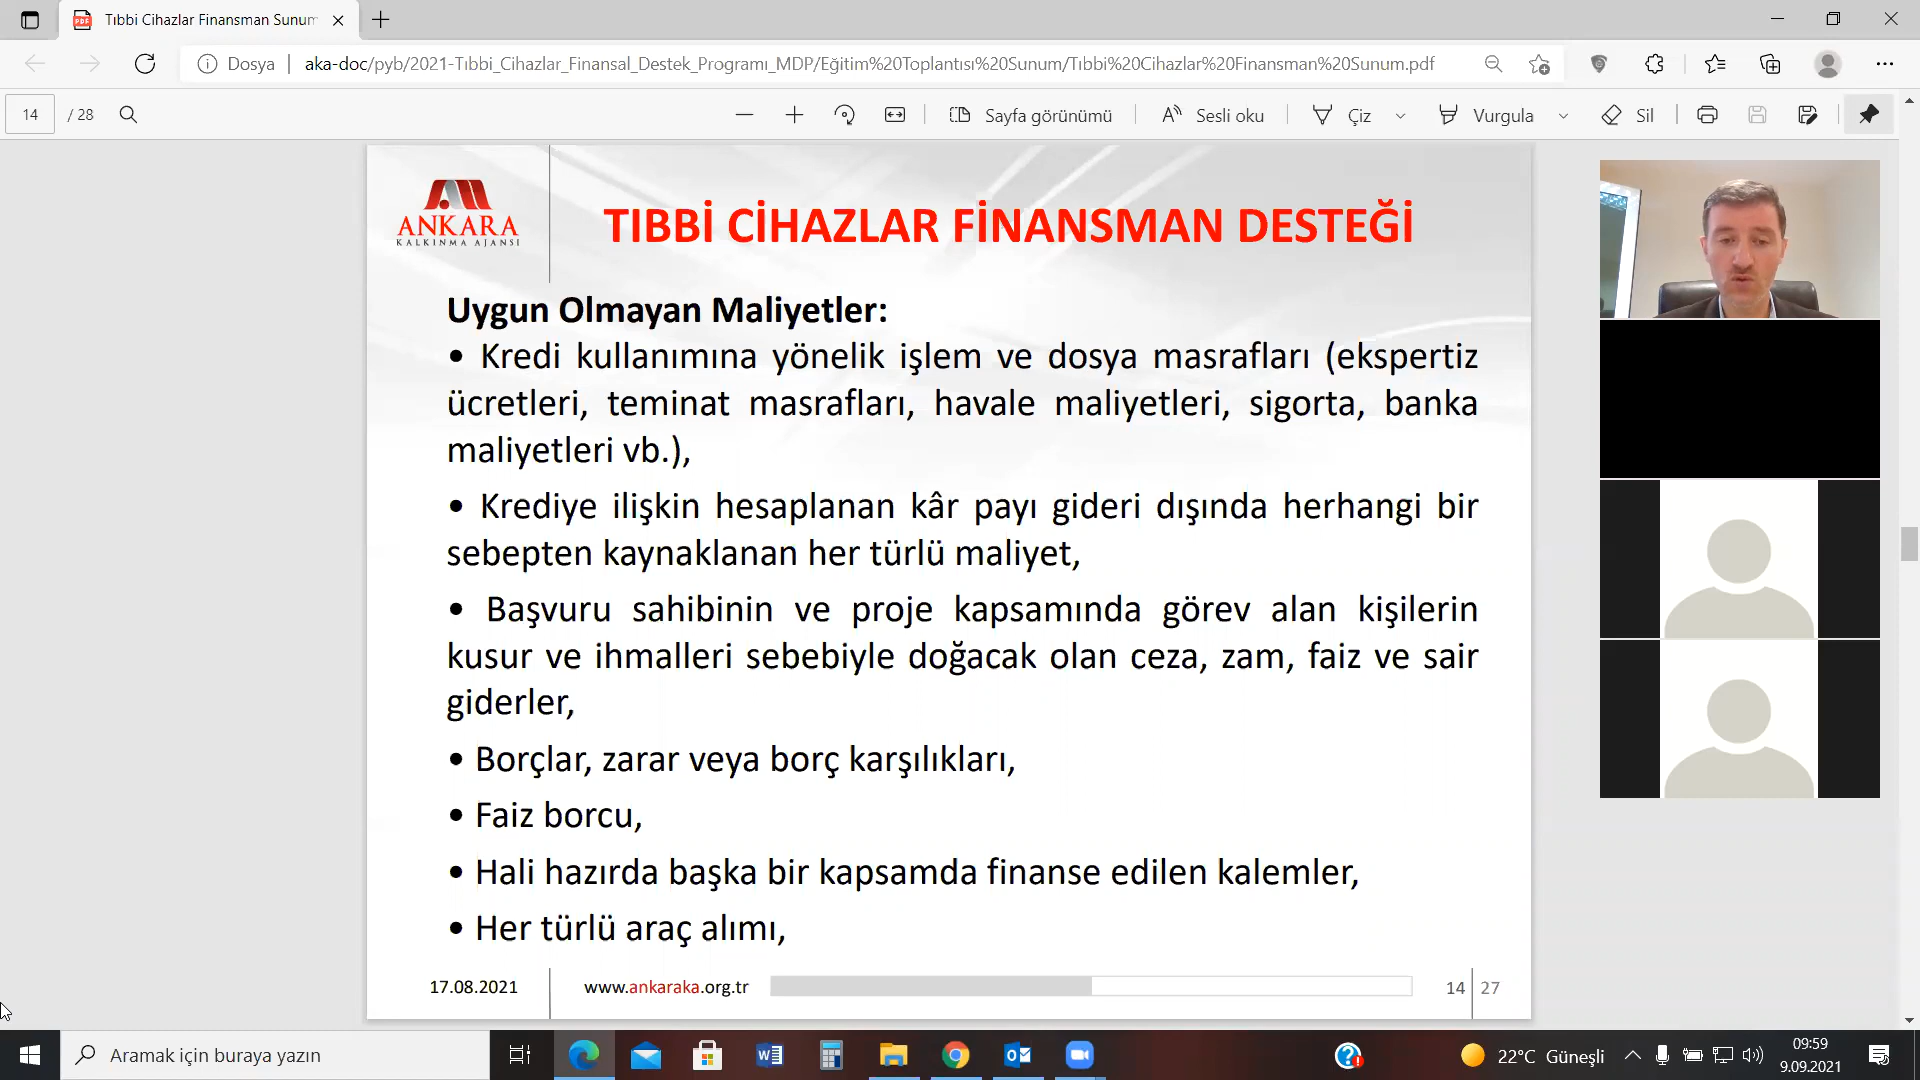 Tıbbi Cihazlar Finansman Sunum
Dosya
aka-doc/pyb/2021-Tıbbi_Cihazlar_Finansal_Destek_Programı_MDP/Eğitim%20Toplantısı%20Sunum/Tıbbi%20Cihazlar%20Finansman%20Sunum.pdf
14 / 28
Sayfa görünümü
Sesli oku
Çiz
Vurgula
Sil
ANKARA
KALKINMA AJANSI
TIBBİ CİHAZLAR FİNANSMAN DESTEĞİ
Uygun Olmayan Maliyetler:
• Kredi kullanımına yönelik işlem ve dosya masrafları (ekspertiz
ücretleri, teminat masrafları, havale maliyetleri, sigorta, banka
maliyetleri vb.),
• Krediye ilişkin hesaplanan kâr payı gideri dışında herhangi bir
sebepten kaynaklanan her türlü maliyet,
• Başvuru sahibinin ve proje kapsamında görev alan kişilerin
kusur ve ihmalleri sebebiyle doğacak olan ceza, zam, faiz ve sair
giderler,
• Borçlar, zarar veya borç karşılıkları,
• Faiz borcu,
• Hali hazırda başka bir kapsamda finanse edilen kalemler,
• Her türlü araç alımı,
17.08.2021
www.ankaraka.org.tr
14 27
Aramak için buraya yazın
22°C Güneşli
09:59
9.09.2021